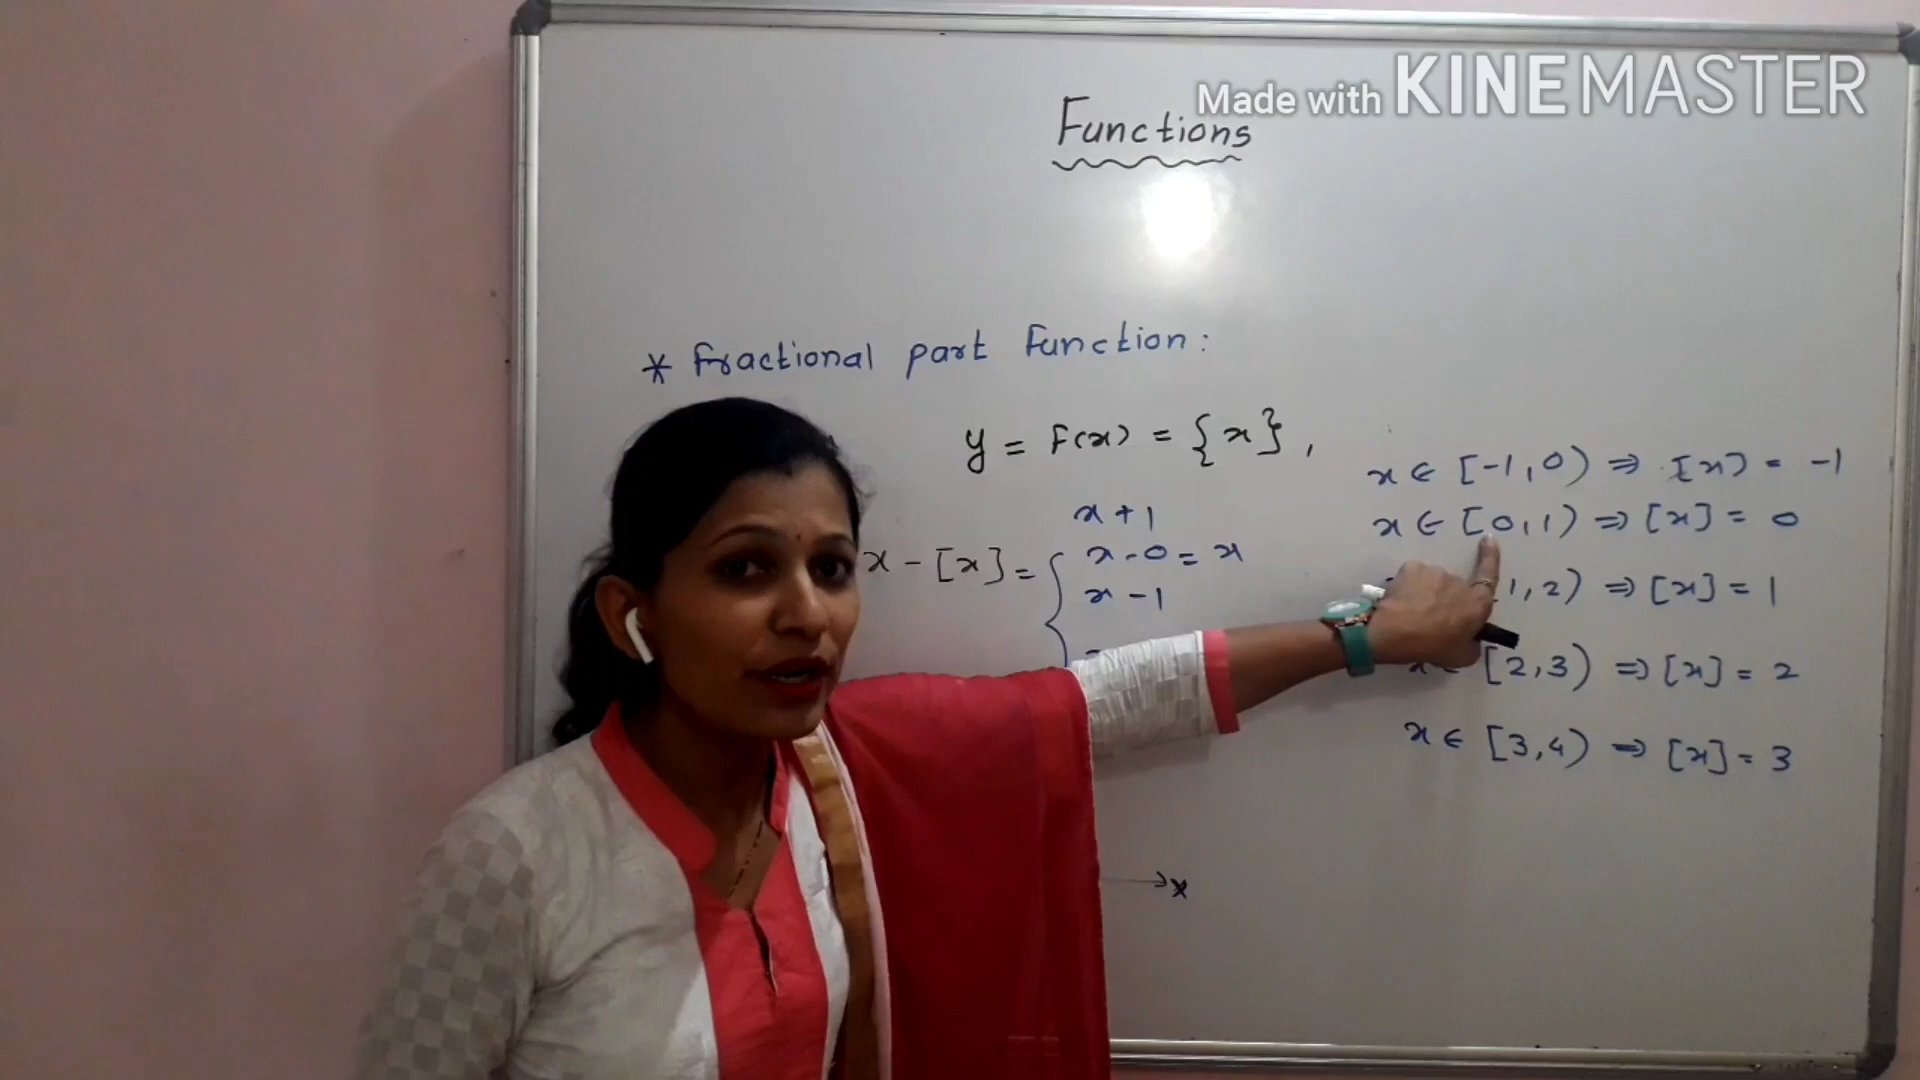 Made with KINEMASTER
Functions
* Fractional part Function:
y = F(x) = {x},
x - [x] = {
x + 1
x - 0 = x
x - 1
x ∈ [-1,0) ⇒ [x] = -1
x ∈ [0,1) ⇒ [x] = 0
1,2) ⇒ [x] = 1
[2,3) ⇒ [x] = 2
x ∈ [3,4) ⇒ [x] = 3
x